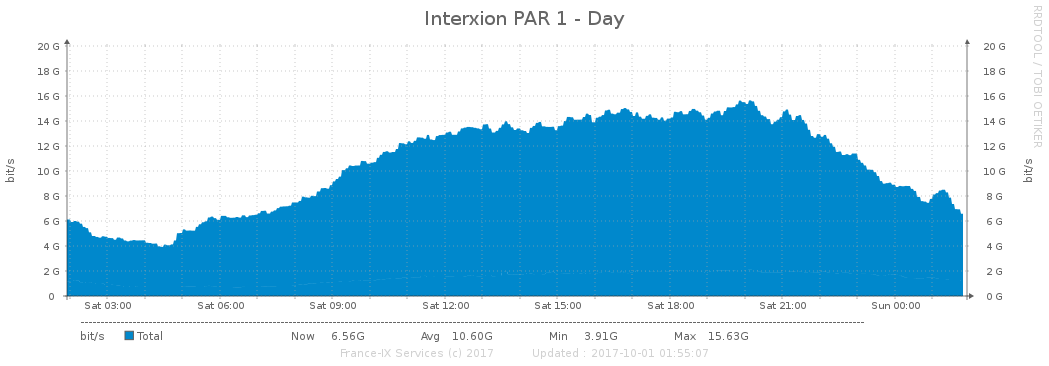 Interxion PAR 1 - Day
RRDTOOL / TOBI OETIKER
20 G 20 G
18 G 18 G
16 G 16 G
14 G 14 G
12 G 12 G
10 G 10 G
8 G 8 G
6 G 6 G
4 G 4 G
2 G 2 G
0 0 G
bit/s
bit/s
Sat 03:00 Sat 06:00 Sat 09:00 Sat 12:00 Sat 15:00 Sat 18:00 Sat 21:00 Sun 00:00
bit/s Total Now 6.56G Avg 10.60G Min 3.91G Max 15.63G
France-IX Services (c) 2017 Updated : 2017-10-01 01:55:07